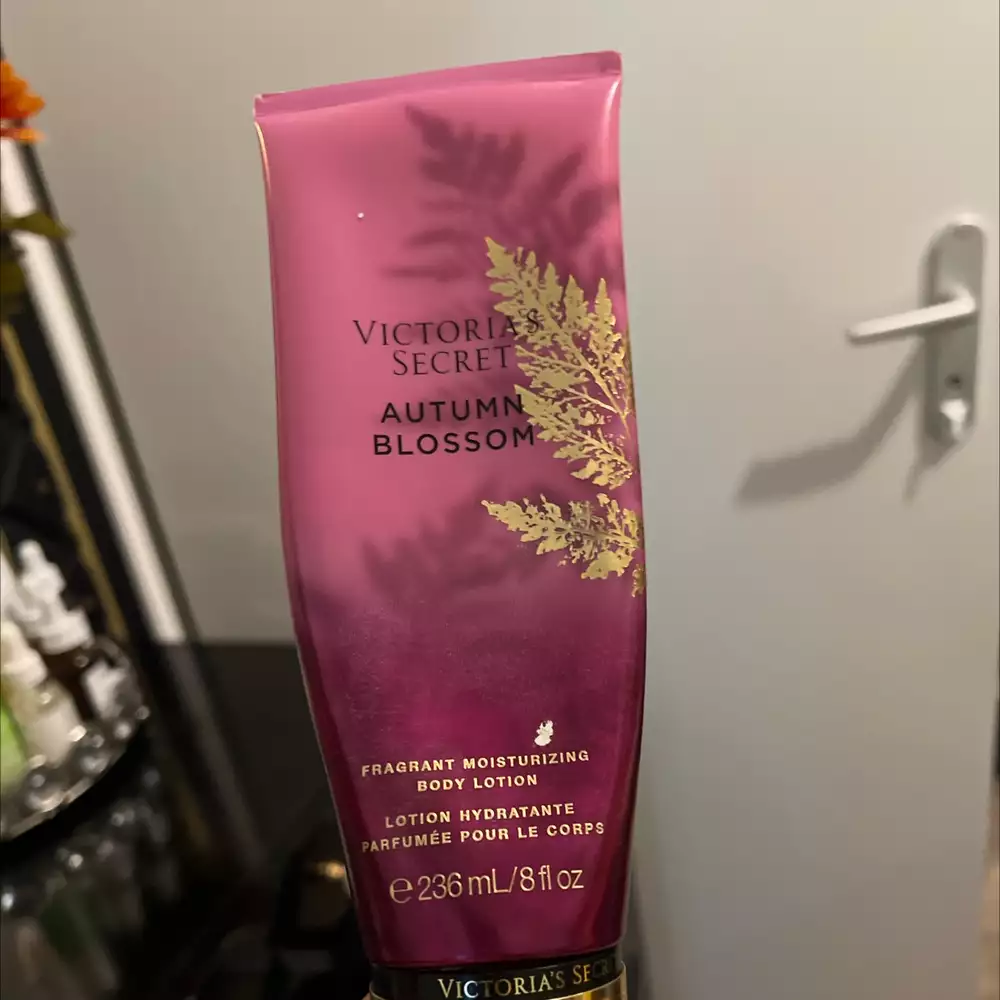 VICTORIA'S
SECRET
AUTUMN
BLOSSOM
FRAGRANT MOISTURIZING
BODY LOTION
LOTION HYDRATANTE
PARFUMÉE POUR LE CORPS
℮236 mL/8 fl oz
VICTORIA'S